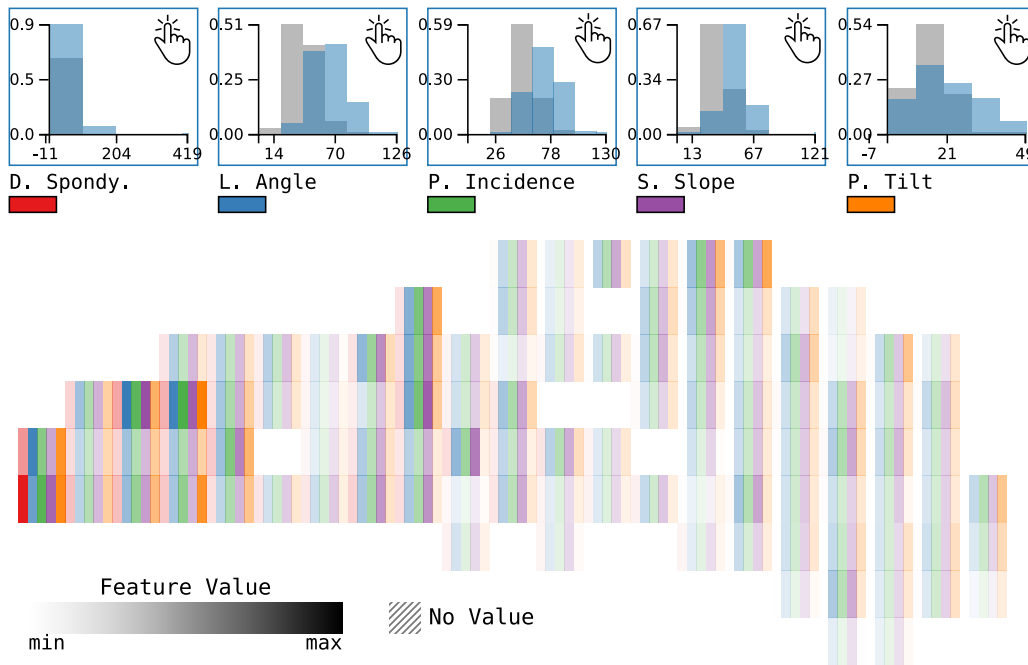 0.9
0.5
0.0
-11 204 419
D. Spondy.
0.51
0.25
0.00
14 70 126
L. Angle
0.59
0.30
0.00
26 78 130
P. Incidence
0.67
0.34
0.00
13 67 121
S. Slope
0.54
0.27
0.00
-7 21 49
P. Tilt
Feature Value
min max
No Value